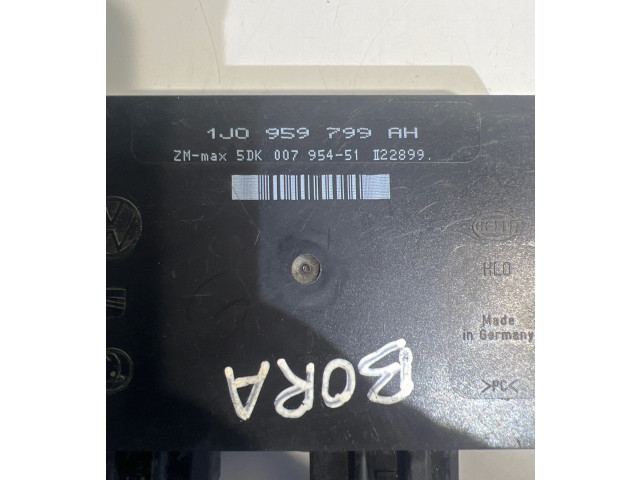 1J0 959 799 AH
ZM-max 5DK 007 954-51 II22899.
HELLA
HLO
Made
in Germany
>PC<
BORA